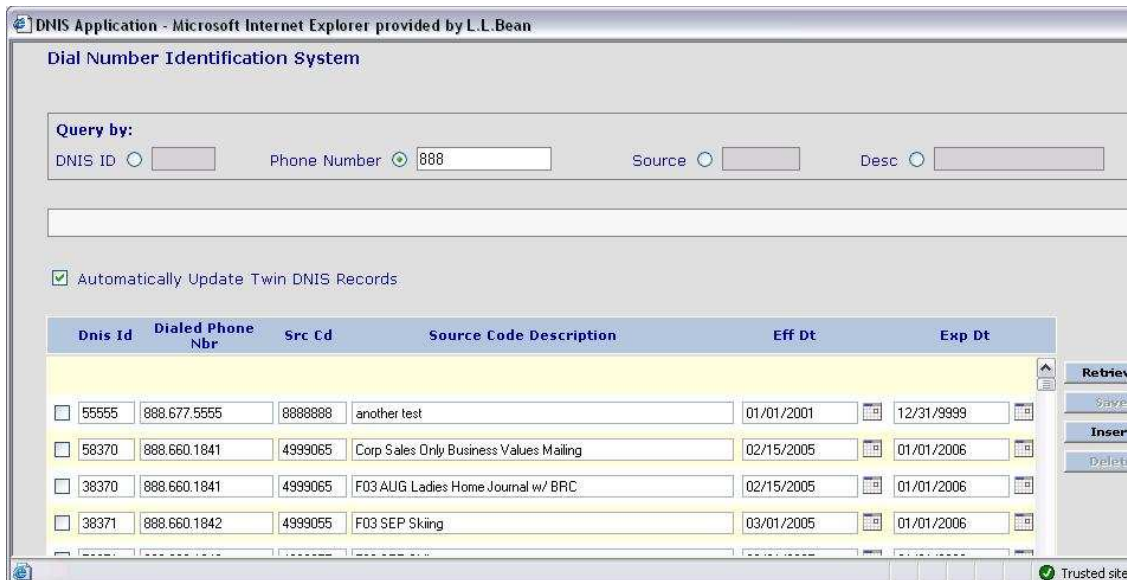 DNIS Application - Microsoft Internet Explorer provided by L.L.Bean
Dial Number Identification System
Query by:
DNIS ID Phone Number 888 Source Desc
Automatically Update Twin DNIS Records
Dnis Id Dialed Phone Nbr Src Cd Source Code Description Eff Dt Exp Dt
Retriev
55555 888.677.5555 8888888 another test 01/01/2001 12/31/9999
Save
58370 888.660.1841 4999065 Corp Sales Only Business Values Mailing 02/15/2005 01/01/2006
Inser
Delet
38370 888.660.1841 4999065 F03 AUG Ladies Home Journal w/ BRC 02/15/2005 01/01/2006
38371 888.660.1842 4999055 F03 SEP Skiing 03/01/2005 01/01/2006
Trusted site